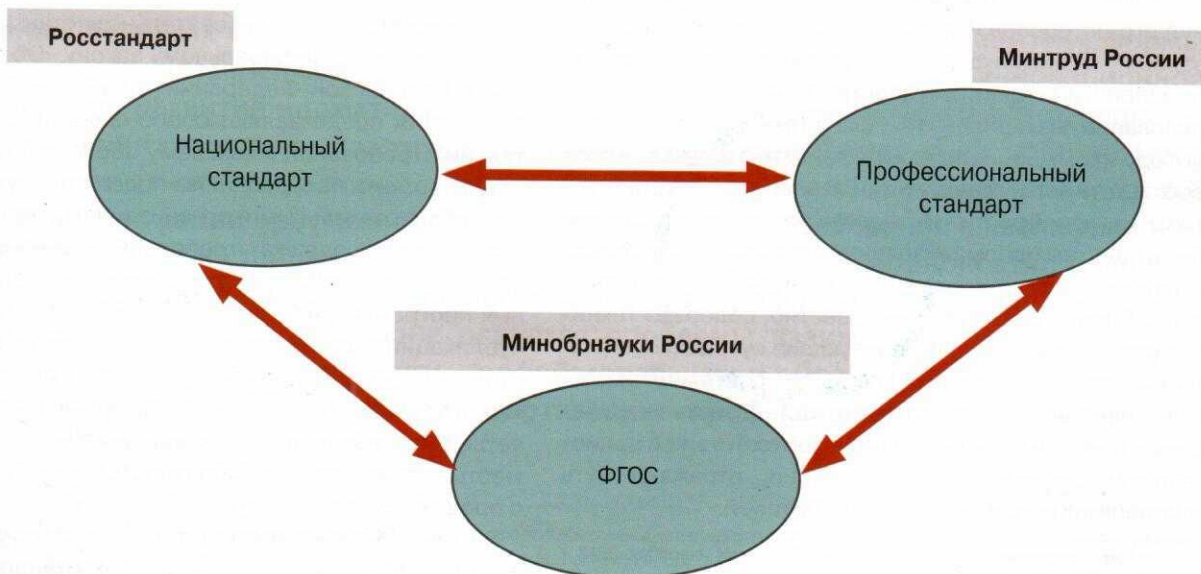 Росстандарт
Минтруд России
Национальный
стандарт
Профессиональный
стандарт
Минобрнауки России
ФГОС